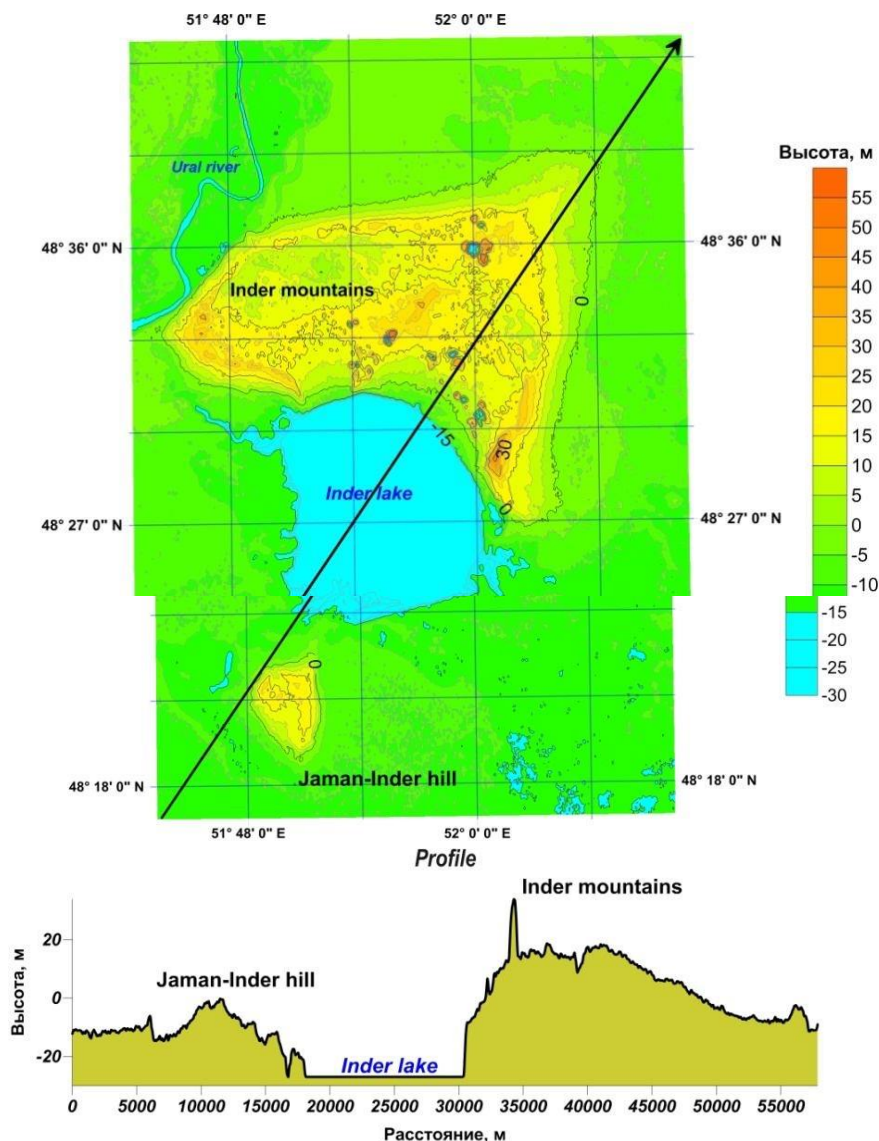 51° 48' 0'' E 52° 0' 0'' E
Ural river
48° 36' 0'' N 48° 36' 0'' N
Inder mountains
0
-15
30
Inder lake
0
48° 27' 0'' N 48° 27' 0'' N
0
Jaman-Inder hill
48° 18' 0'' N 48° 18' 0'' N
51° 48' 0'' E 52° 0' 0'' E
Высота, м
55
50
45
40
35
30
25
20
15
10
5
0
-5
-10
-15
-20
-25
-30
Profile
Inder mountains
Jaman-Inder hill
Inder lake
Высота, м
20
0
-20
0 5000 10000 15000 20000 25000 30000 35000 40000 45000 50000 55000
Расстояние, м